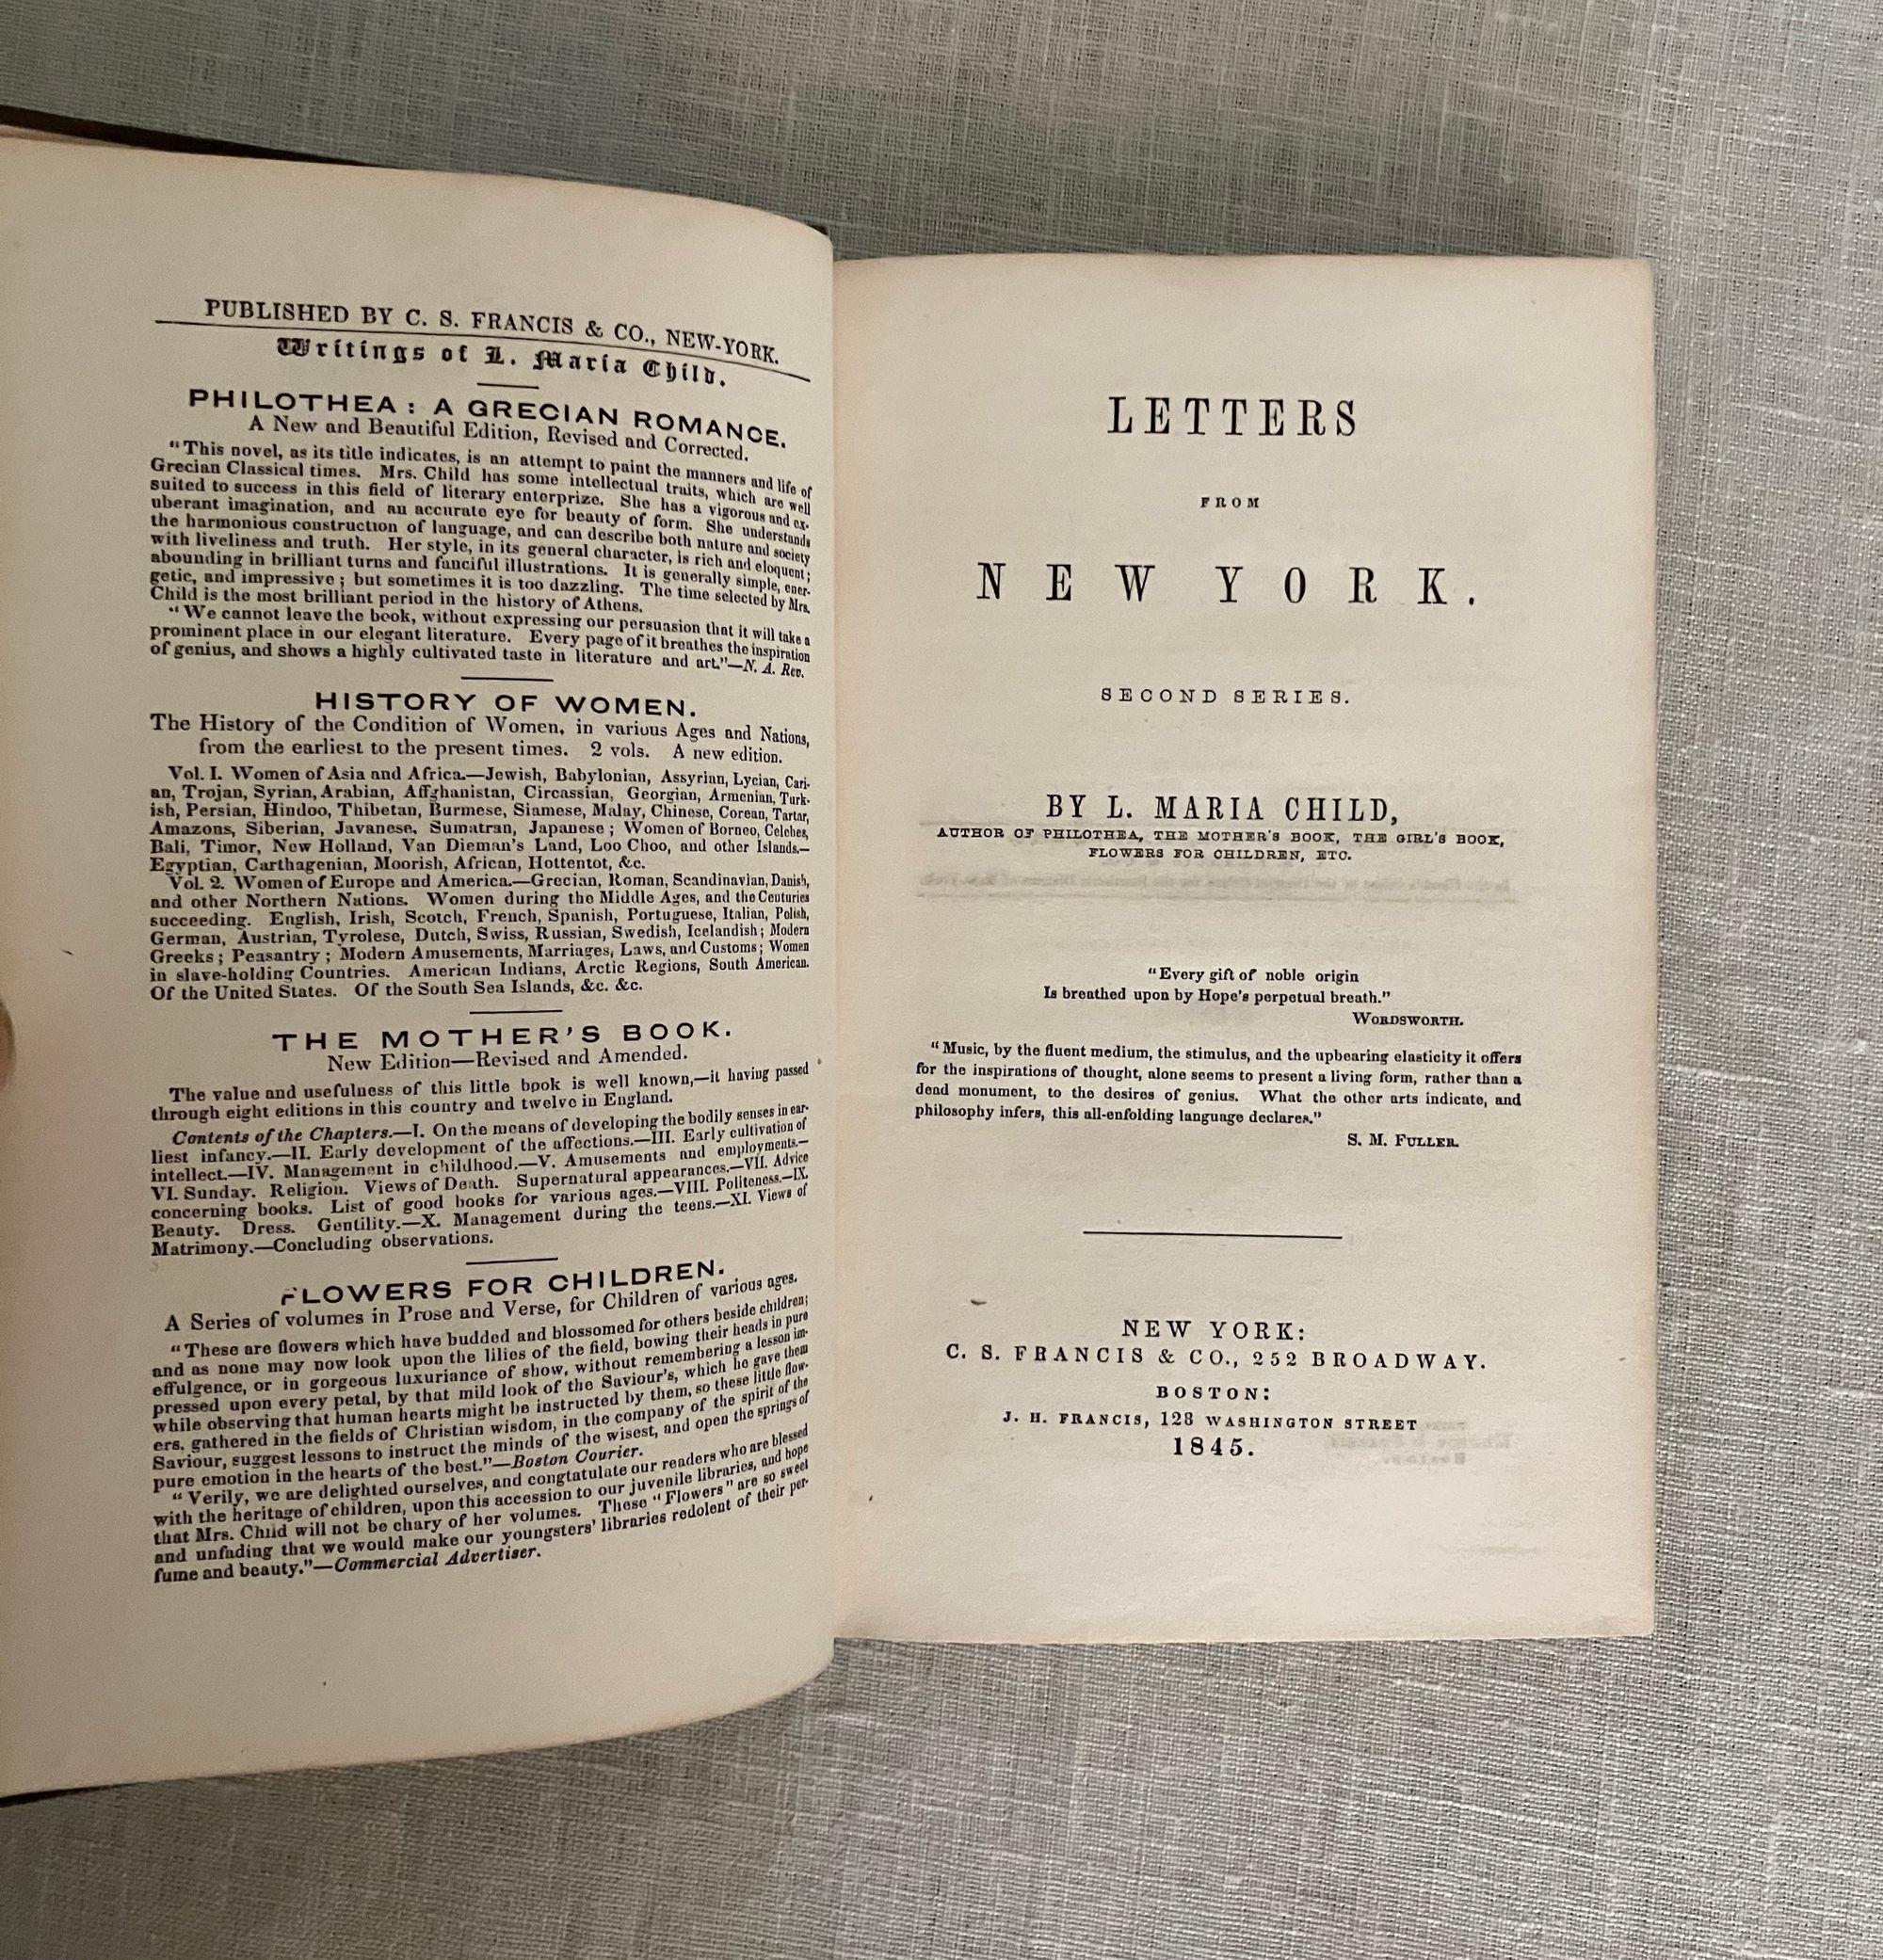 PUBLISHED BY C. S. FRANCIS & CO., NEW-YORK.
Writings of L. Maria Child.
PHILOTHEA: A GRECIAN ROMANCE.
A New and Beautiful Edition, Revised and Corrected.
“This novel, as its title indicates, is an attempt to paint the manners and life of
Grecian Classical times. Mrs. Child has some intellectual traits, which are well
suited to success in this field of literary enterprize. She has a vigorous and ex-
uberant imagination, and an accurate eye for beauty of form. She understands
the harmonious construction of language, and can describe both nature and society
with liveliness and truth. Her style, in its general character, is rich and eloquent;
abounding in brilliant turns and fanciful illustrations. It is generally simple, ener-
getic, and impressive; but sometimes it is too dazzling. The time selected by Mrs.
Child is the most brilliant period in the history of Athens.
“We cannot leave the book, without expressing our persuasion that it will take a
prominent place in our elegant literature. Every page of it breathes the inspiration
of genius, and shows a highly cultivated taste in literature and art.”—N. A. Rev.
HISTORY OF WOMEN.
The History of the Condition of Women, in various Ages and Nations,
from the earliest to the present times. 2 vols. A new edition.
Vol. I. Women of Asia and Africa.—Jewish, Babylonian, Assyrian, Lycian, Cari-
an, Trojan, Syrian, Arabian, Affghanistan, Circassian, Georgian, Armenian, Turk-
ish, Persian, Hindoo, Thibetan, Burmese, Siamese, Malay, Chinese, Corean, Tartar,
Amazons, Siberian, Javanese, Sumatran, Japanese; Women of Borneo, Celebes,
Bali, Timor, New Holland, Van Dieman's Land, Loo Choo, and other Islands.—
Egyptian, Carthagenian, Moorish, African, Hottentot, &c.
Vol. 2. Women of Europe and America.—Grecian, Roman, Scandinavian, Danish,
and other Northern Nations. Women during the Middle Ages, and the Centuries
succeeding. English, Irish, Scotch, French, Spanish, Portuguese, Italian, Polish,
German, Austrian, Tyrolese, Dutch, Swiss, Russian, Swedish, Icelandish; Modern
Greeks; Peasantry; Modern Amusements, Marriages, Laws, and Customs; Women
in slave-holding Countries. American Indians, Arctic Regions, South American.
Of the United States. Of the South Sea Islands, &c. &c.
THE MOTHER'S BOOK.
New Edition—Revised and Amended.
The value and usefulness of this little book is well known,—it having passed
through eight editions in this country and twelve in England.
Contents of the Chapters.—I. On the means of developing the bodily senses in ear-
liest infancy.—II. Early development of the affections.—III. Early cultivation of
intellect.—IV. Management in childhood.—V. Amusements and employments.—
VI. Sunday. Religion. Views of Death. Supernatural appearances.—VII. Advice
concerning books. List of good books for various ages.—VIII. Politeness.—IX.
Beauty. Dress. Gentility.—X. Management during the teens.—XI. Views of
Matrimony.—Concluding observations.
FLOWERS FOR CHILDREN.
A Series of volumes in Prose and Verse, for Children of various ages.
“These are flowers which have budded and blossomed for others beside children;
and as none may now look upon the lilies of the field, bowing their heads in pure
effulgence, or in gorgeous luxuriance of show, without remembering a lesson im-
pressed upon every petal, by that mild look of the Saviour's, which he gave them
while observing that human hearts might be instructed by them, so these little flow-
ers, gathered in the fields of Christian wisdom, in the company of the spirit of the
Saviour, suggest lessons to instruct the minds of the wisest, and open the springs of
pure emotion in the hearts of the best.”—Boston Courier.
“Verily, we are delighted ourselves, and congtatulate our readers who are blessed
with the heritage of children, upon this accession to our juvenile libraries, and hope
that Mrs. Child will not be chary of her volumes. These “Flowers” are so sweet
and unfading that we would make our youngsters' libraries redolent of their per-
fume and beauty.”—Commercial Advertiser.
LETTERS
FROM
NEW YORK.
SECOND SERIES.
BY L. MARIA CHILD,
AUTHOR OF PHILOTHEA, THE MOTHER'S BOOK, THE GIRL'S BOOK,
FLOWERS FOR CHILDREN, ETC.
“Every gift of noble origin
Is breathed upon by Hope's perpetual breath.”
WORDSWORTH.
“Music, by the fluent medium, the stimulus, and the upbearing elasticity it offers
for the inspirations of thought, alone seems to present a living form, rather than a
dead monument, to the desires of genius. What the other arts indicate, and
philosophy infers, this all-enfolding language declares.”
S. M. FULLER.
NEW YORK:
C. S. FRANCIS & CO., 252 BROADWAY.
BOSTON:
J. H. FRANCIS, 128 WASHINGTON STREET
1845.